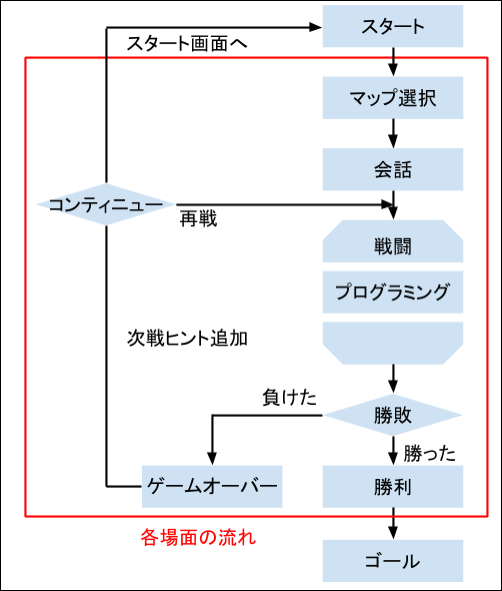 スタート
スタート画面へ
マップ選択
会話
コンティニュー
再戦
戦闘
プログラミング
次戦ヒント追加
負けた
勝敗
勝った
ゲームオーバー
勝利
各場面の流れ
ゴール